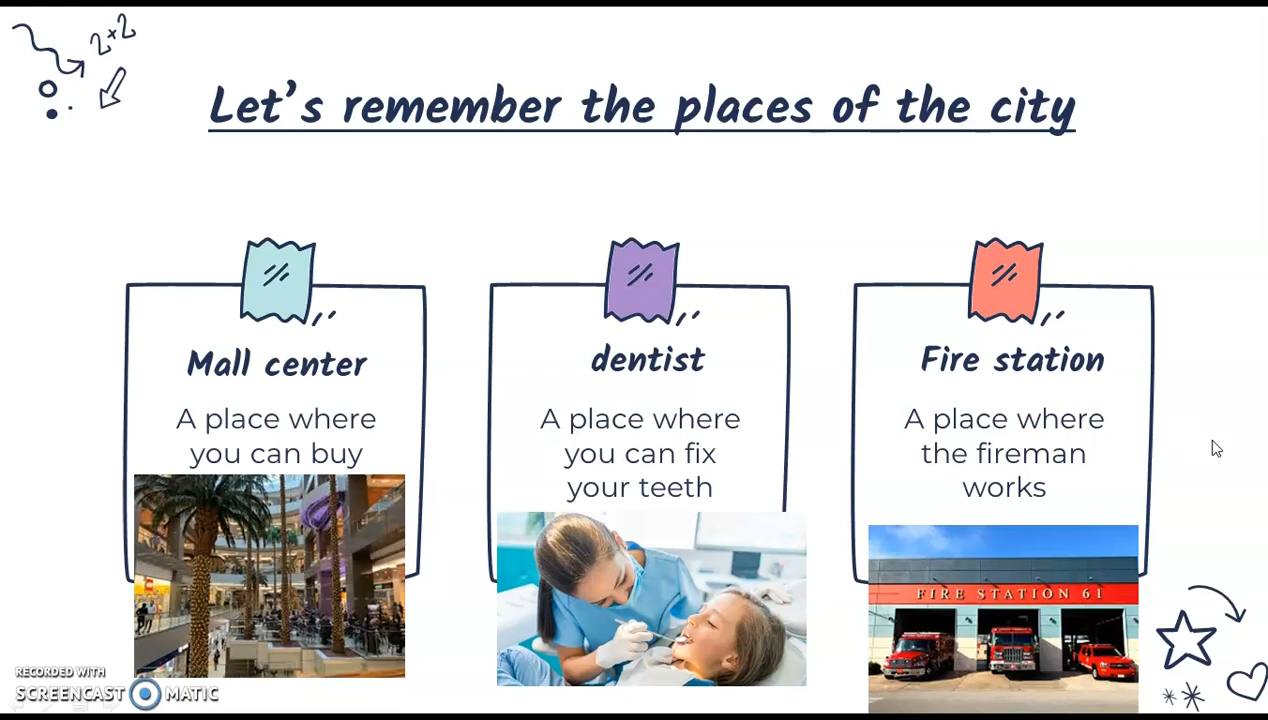 2x2
Let's remember the places of the city
Mall center
A place where
you can buy
dentist
A place where
you can fix
your teeth
Fire station
A place where
the fireman
works
FIRE STATION 61
RECORDED WITH
SCREENCAST MATIC